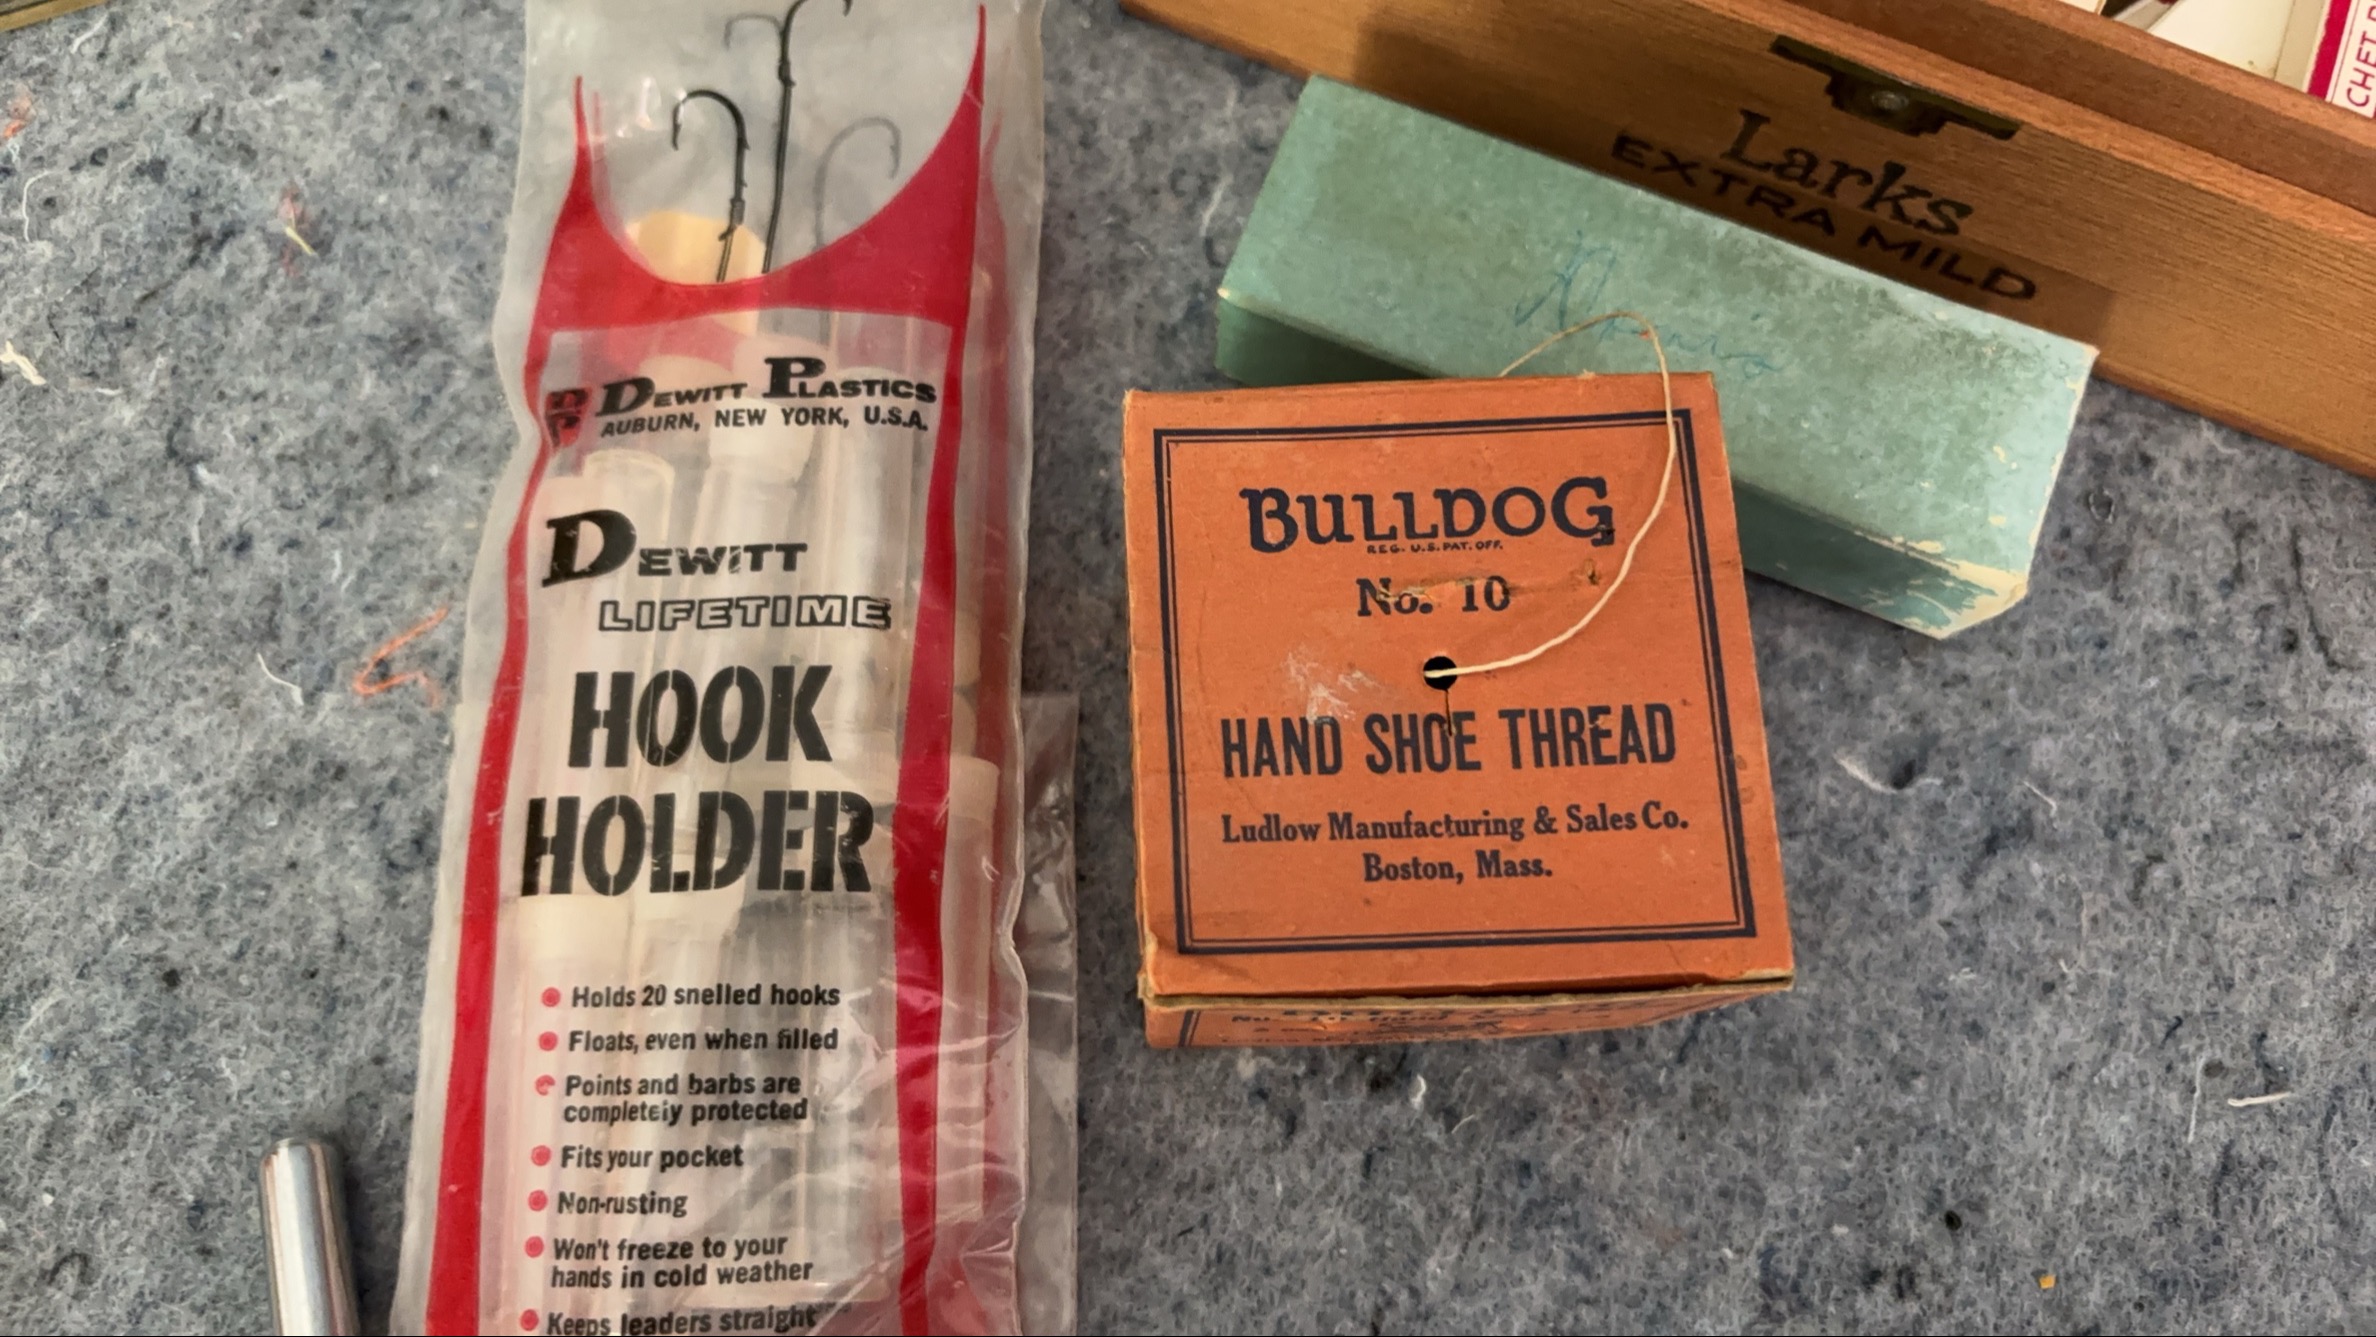 DEWITT PLASTICS
AUBURN, NEW YORK, U.S.A.
DEWITT
LIFETIME
HOOK
HOLDER
Holds 20 snelled hooks
Floats, even when filled
Points and barbs are
completely protected
Fits your pocket
Non-rusting
Won't freeze to your
hands in cold weather
Keeps leaders straight
BULLDOG
REG. U.S. PAT. OFF.
No. 10
HAND SHOE THREAD
Ludlow Manufacturing & Sales Co.
Boston, Mass.
Larks
EXTRA MILD
CHET